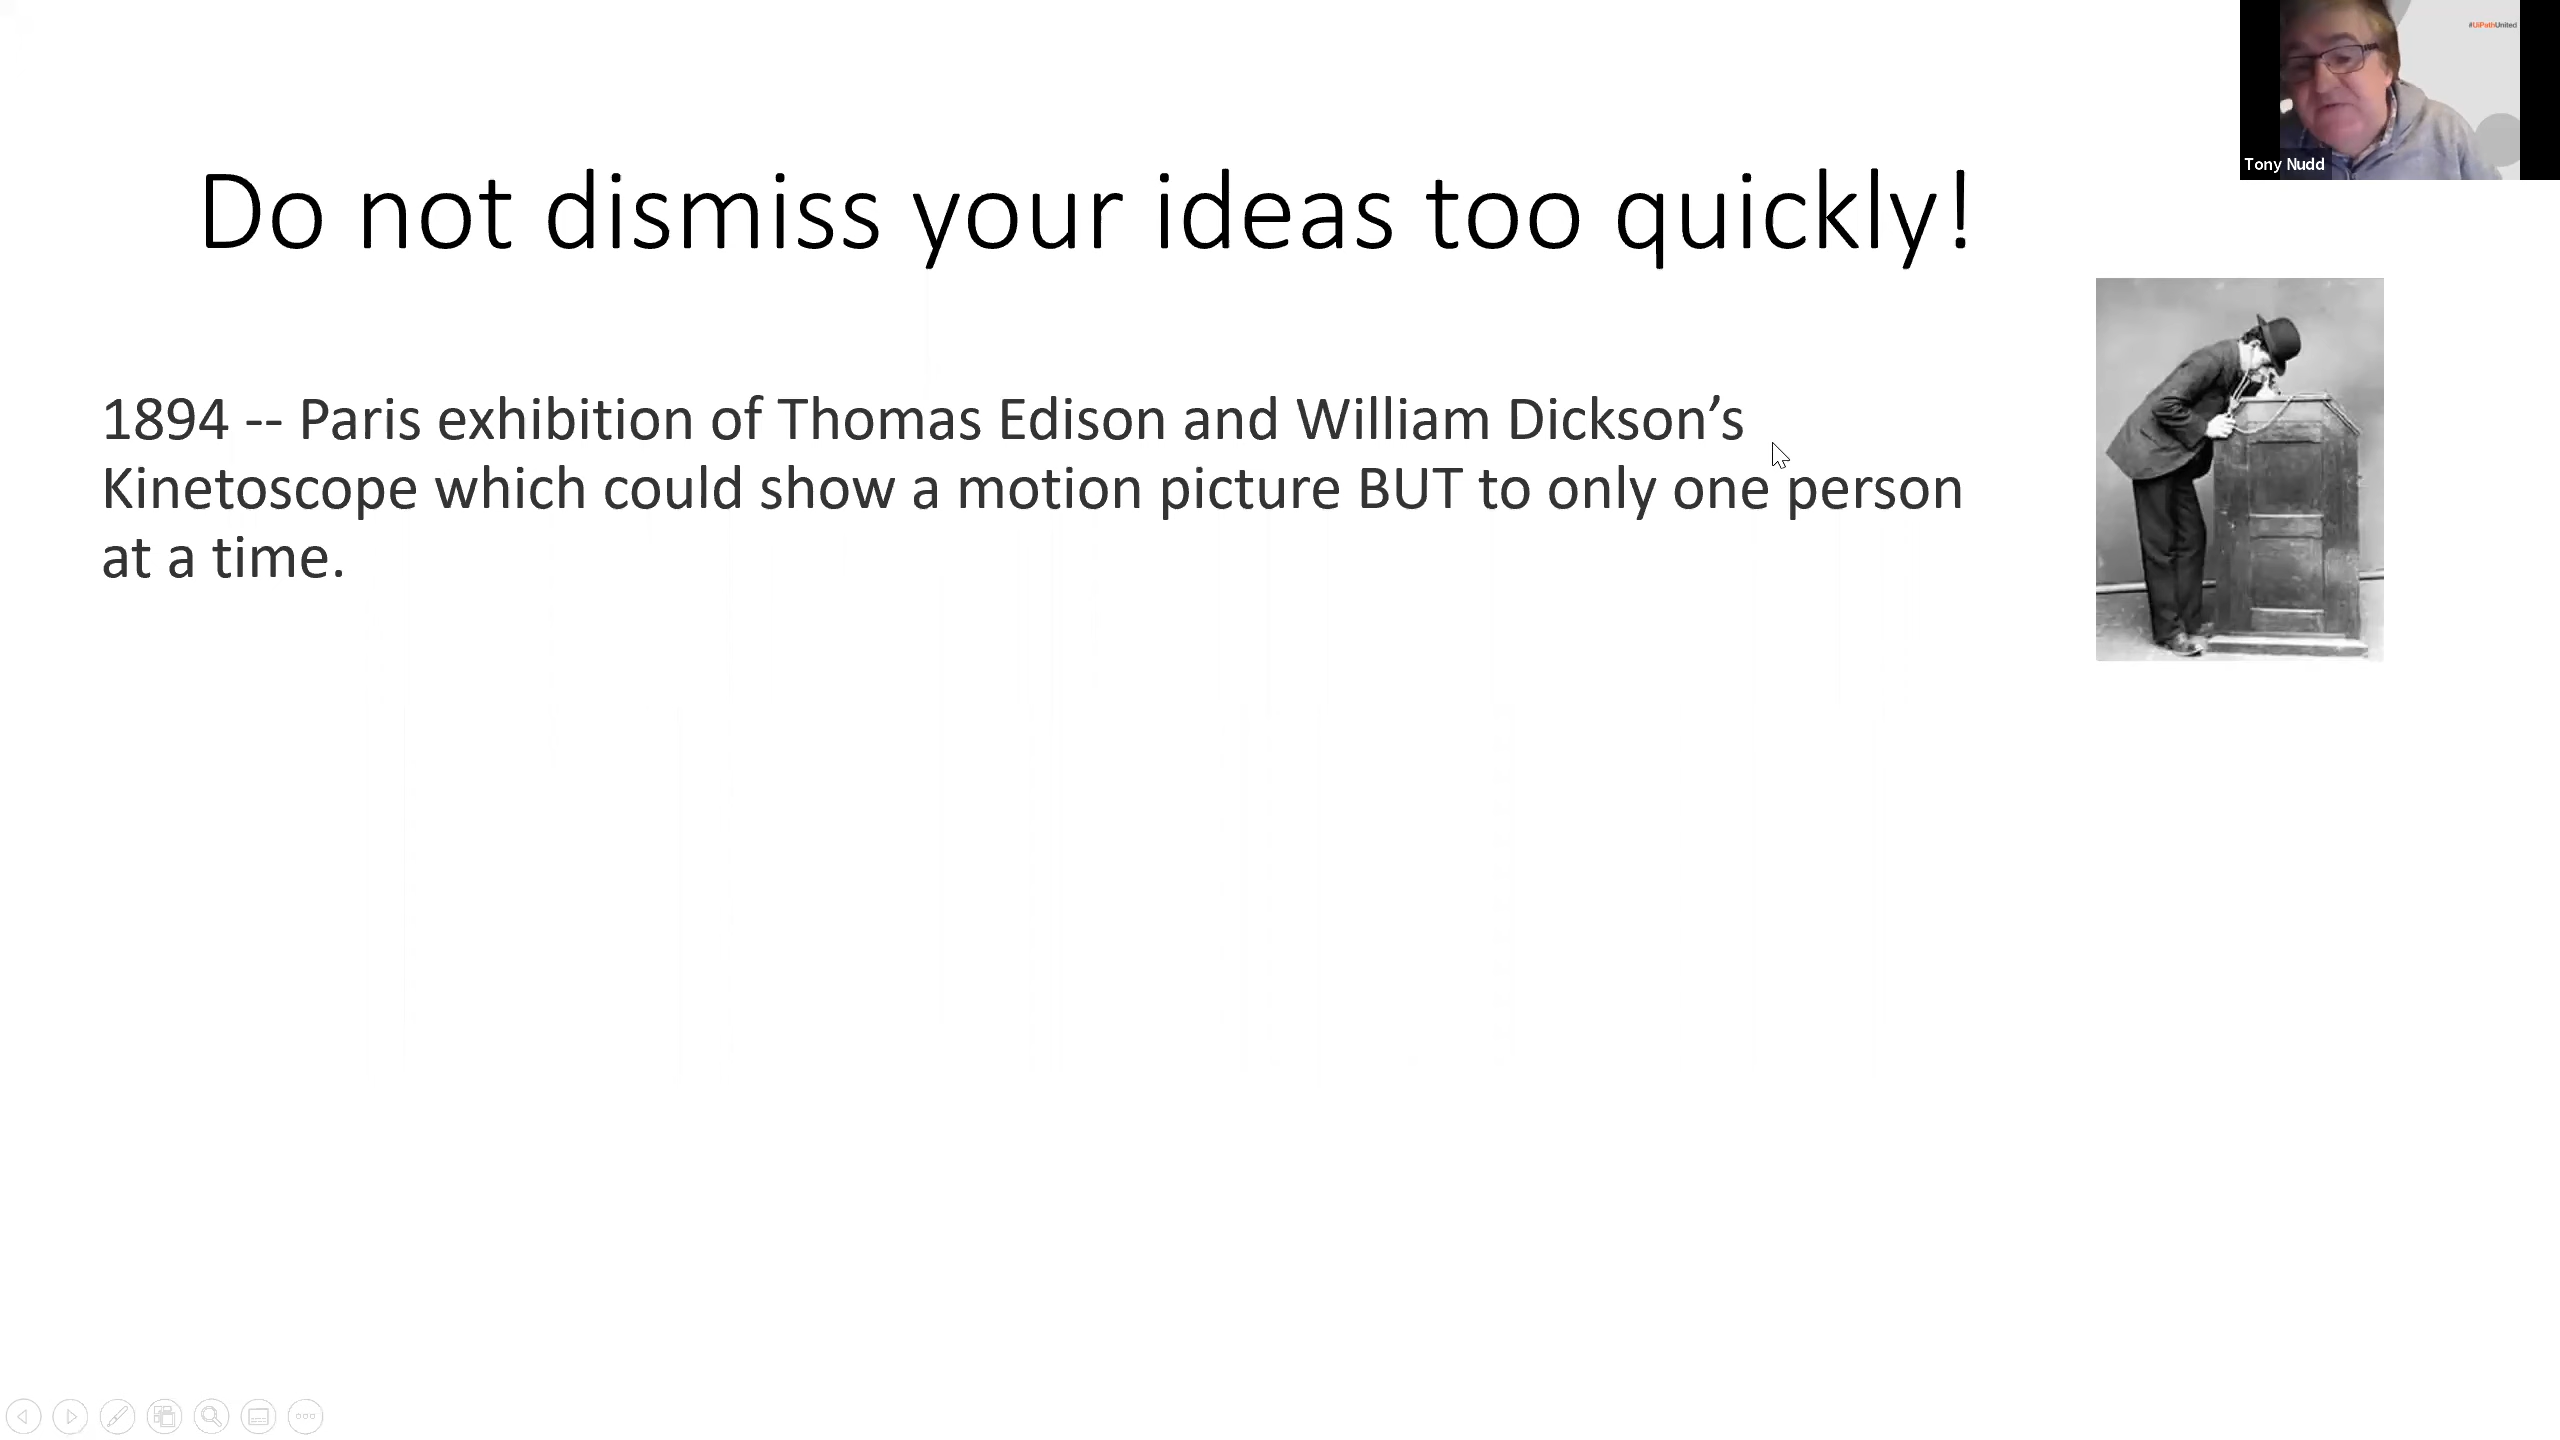 #UiPathUnited
Tony Nudd
Do not dismiss your ideas too quickly!
1894 -- Paris exhibition of Thomas Edison and William Dickson’s
Kinetoscope which could show a motion picture BUT to only one person
at a time.